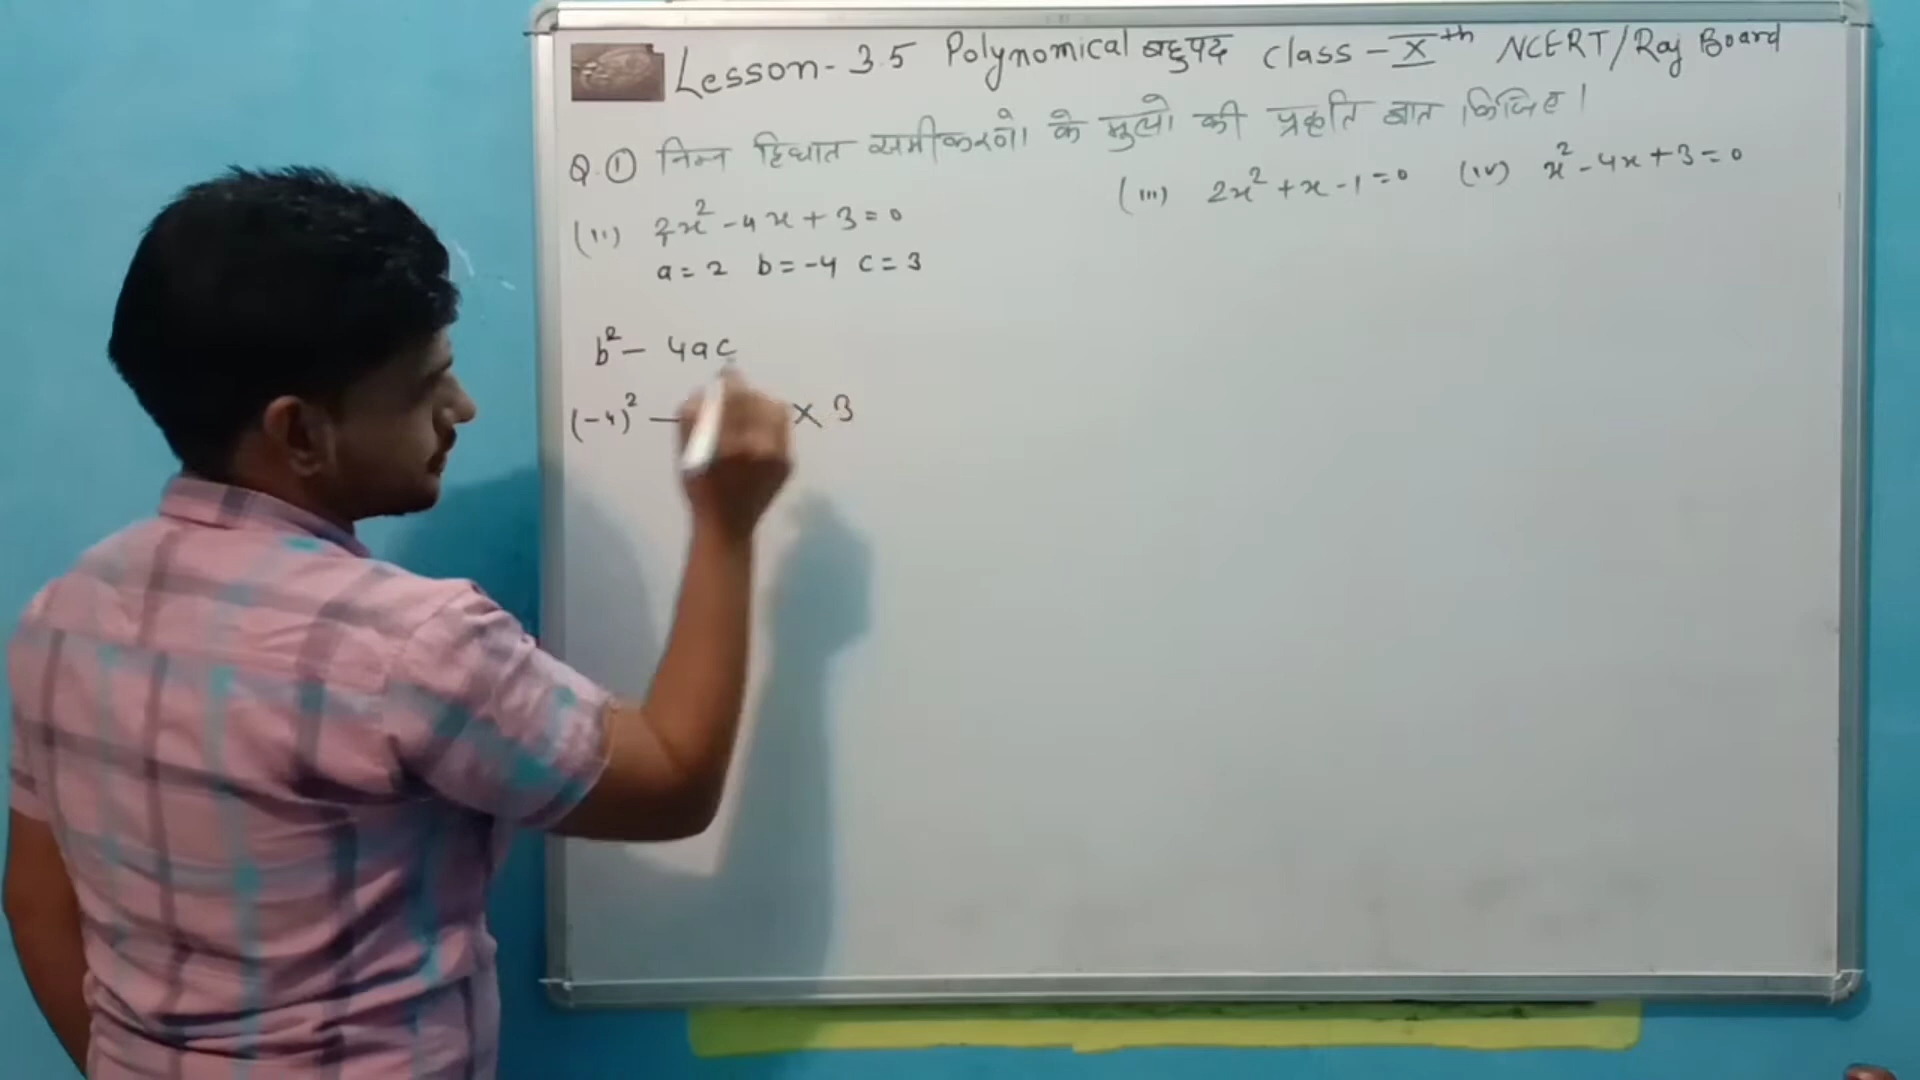 Lesson-3.5 Polynomical बहुपद class-Xth NCERT/Raj Board
Q.① निम्न द्विघात समीकरणो के मुलो की प्रकृति ज्ञात किजिए।
(ii) 2x²-4x+3=0
(iii) 2x²+x-1=0 (iv) x²-4x+3=0
a=2 b=-4 c=3
b²- 4ac
(-4)² - × 3